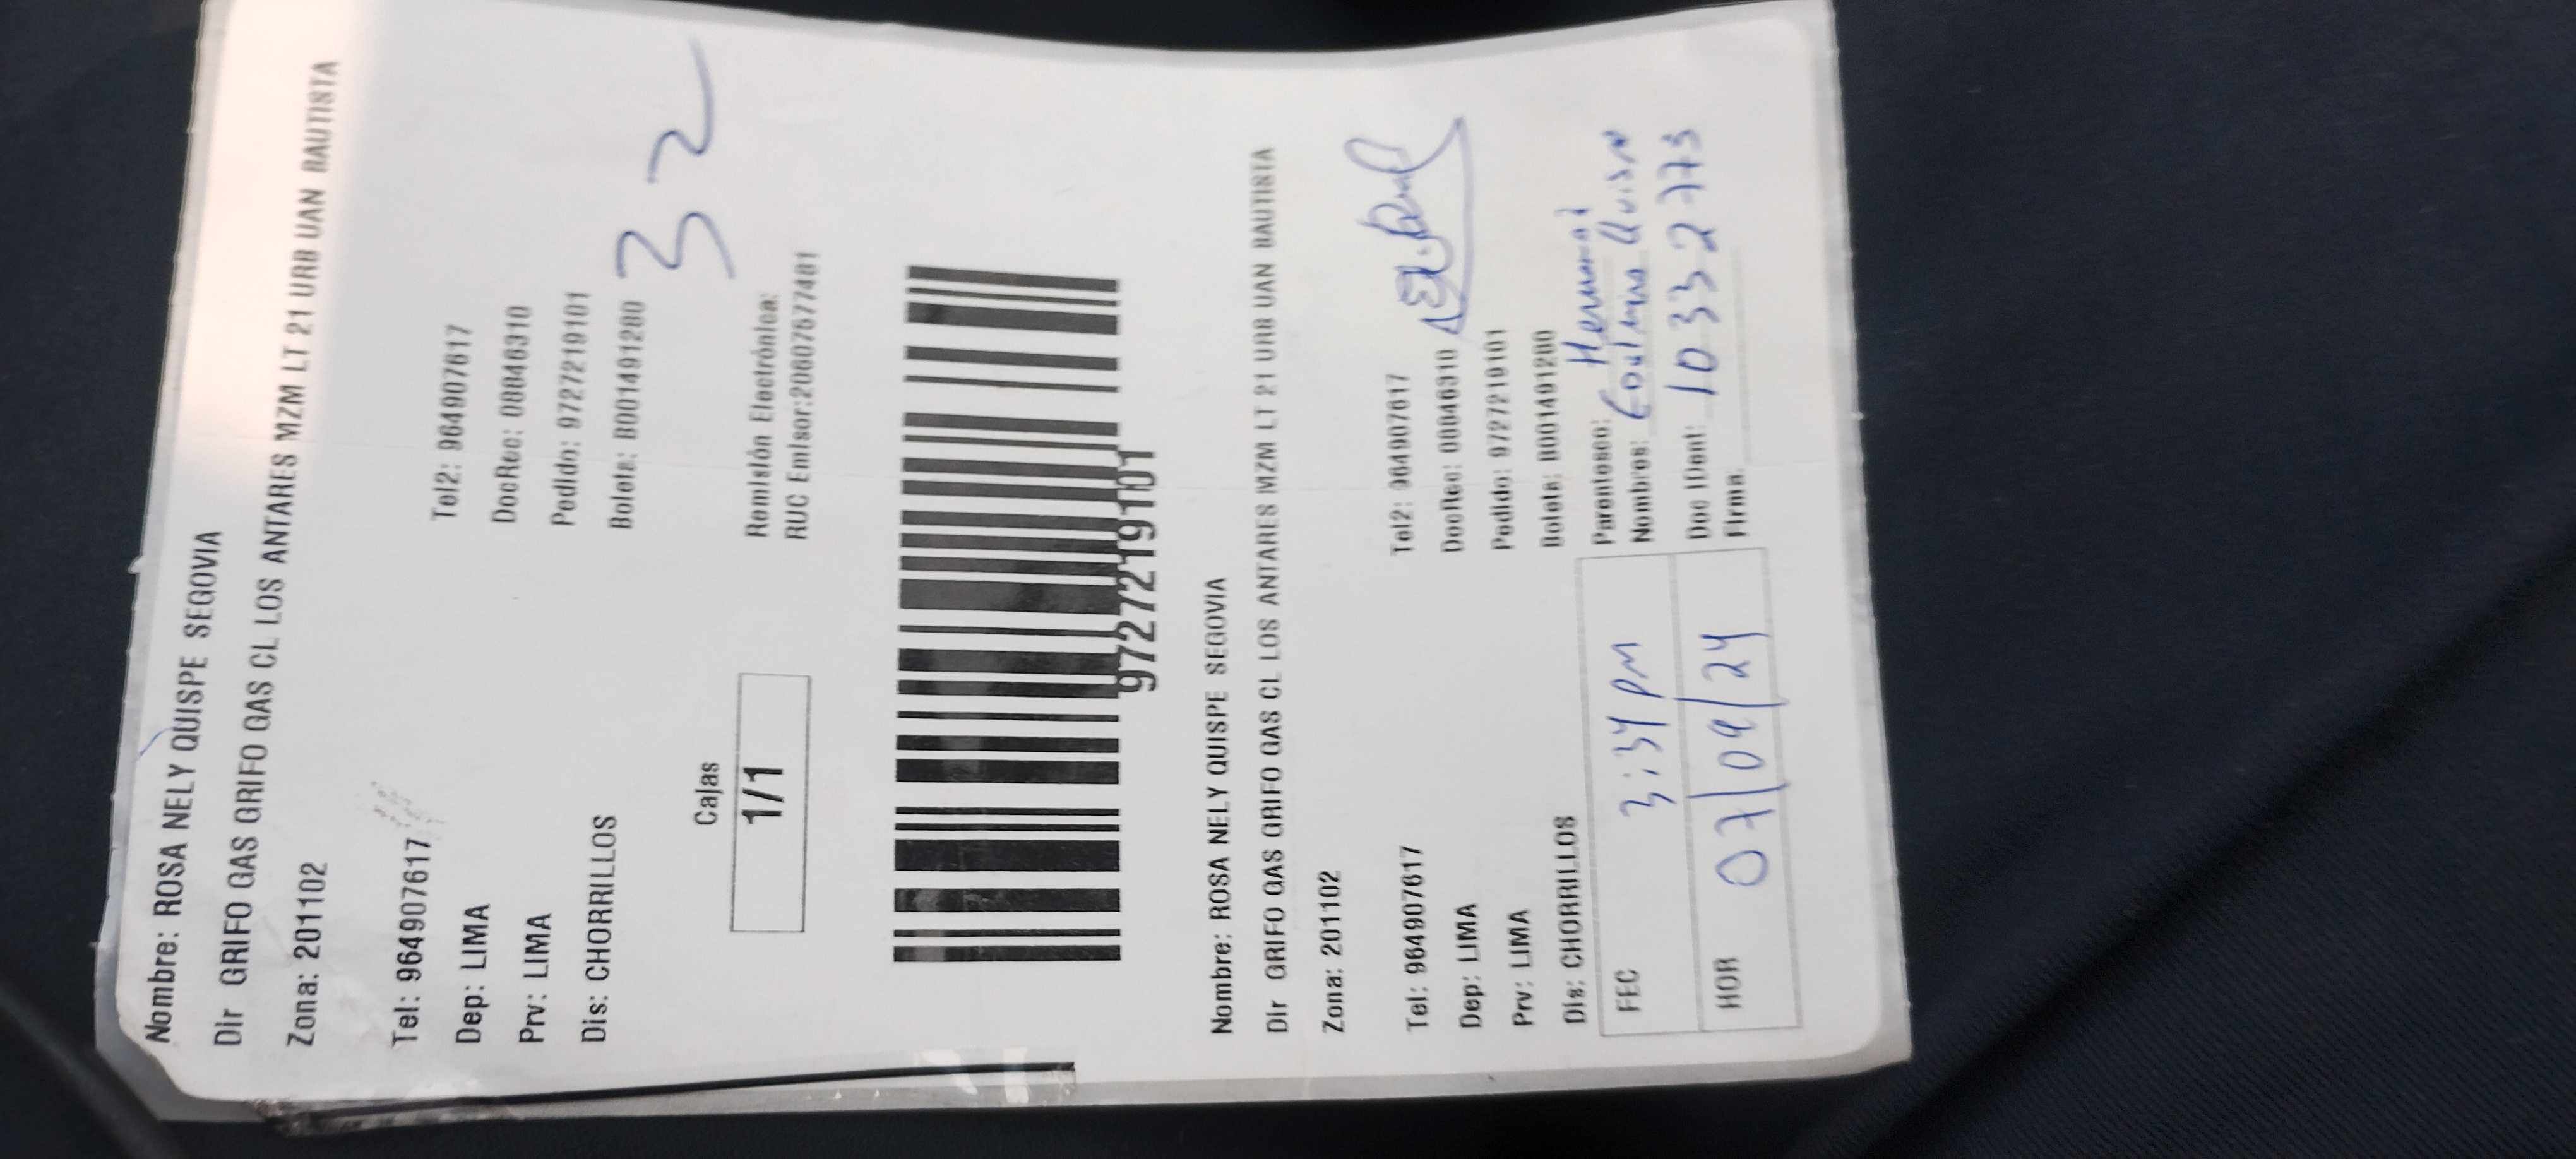 Nombre: ROSA NELY QUISPE SEGOVIA
Dir GRIFO GAS GRIFO GAS CL LOS ANTARES MZM LT 21 URB UAN BAUTISTA
Zona: 201102
Tel: 964907617 Tel2: 964907617
Dep: LIMA DocRec: 08846310
Prv: LIMA Pedido: 9727219101
Dis: CHORRILLOS Boleta: B001491280
32
Cajas
1/1
Remisión Electrónica:
RUC Emisor:20607577481
9727219101
Nombre: ROSA NELY QUISPE SEGOVIA
Dir GRIFO GAS GRIFO GAS CL LOS ANTARES MZM LT 21 URB UAN BAUTISTA
Zona: 201102
Tel: 964907617 Tel2: 964907617
Dep: LIMA DocRec: 08846310
Prv: LIMA Pedido: 9727219101
Dis: CHORRILLOS Boleta: B001491280
FEC 3:34 pm
HOR 07/09/24
Parentesco: Hermana
Nombres:
Doc Ident: 10332773
Firma: